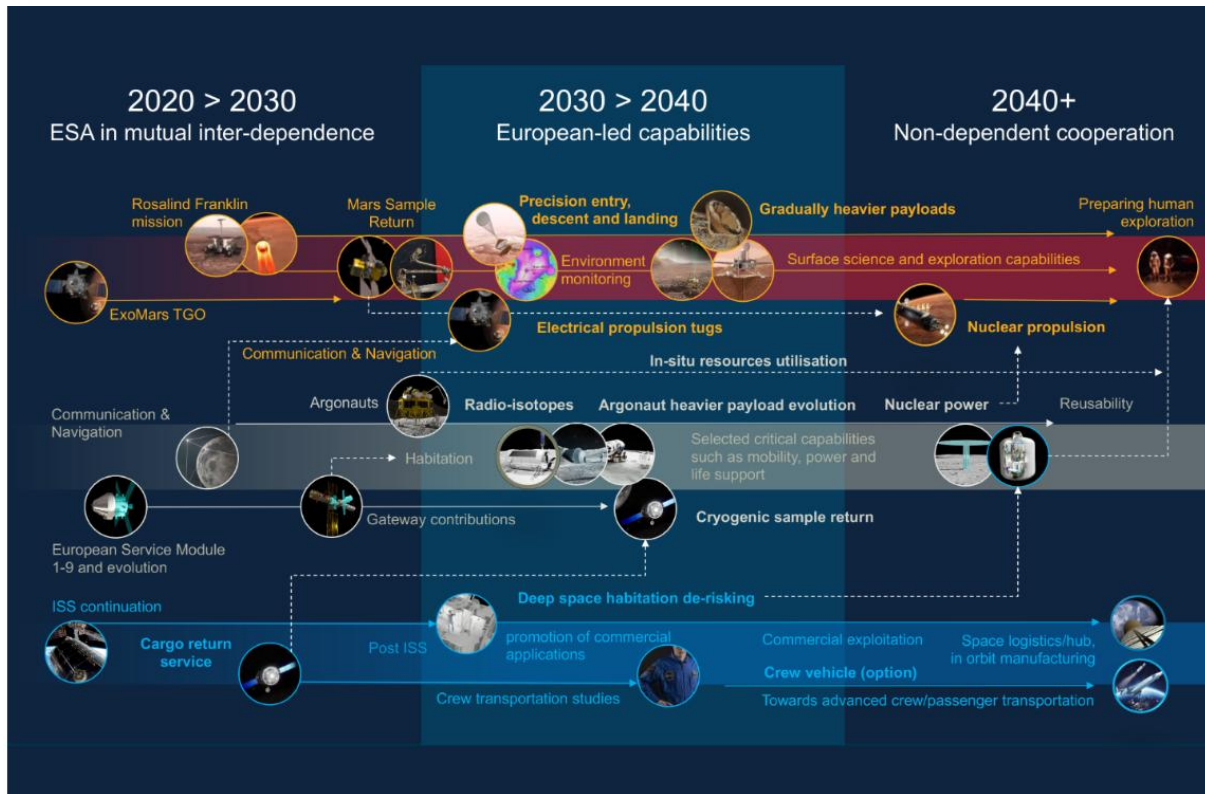 2020 > 2030
ESA in mutual inter-dependence
2030 > 2040
European-led capabilities
2040+
Non-dependent cooperation
Rosalind Franklin
mission
Mars Sample
Return
Precision entry,
descent and landing
Gradually heavier payloads
Preparing human
exploration
Environment
monitoring
Surface science and exploration capabilities
ExoMars TGO
Electrical propulsion tugs
Nuclear propulsion
Communication & Navigation
In-situ resources utilisation
Communication &
Navigation
Argonauts
Radio-isotopes
Argonaut heavier payload evolution
Nuclear power
Reusability
Habitation
Selected critical capabilities
such as mobility, power and
life support
Gateway contributions
Cryogenic sample return
European Service Module
1-9 and evolution
ISS continuation
Deep space habitation de-risking
Cargo return
service
Post ISS
promotion of commercial
applications
Commercial exploitation
Space logistics/hub,
in orbit manufacturing
Crew transportation studies
Crew vehicle (option)
Towards advanced crew/passenger transportation